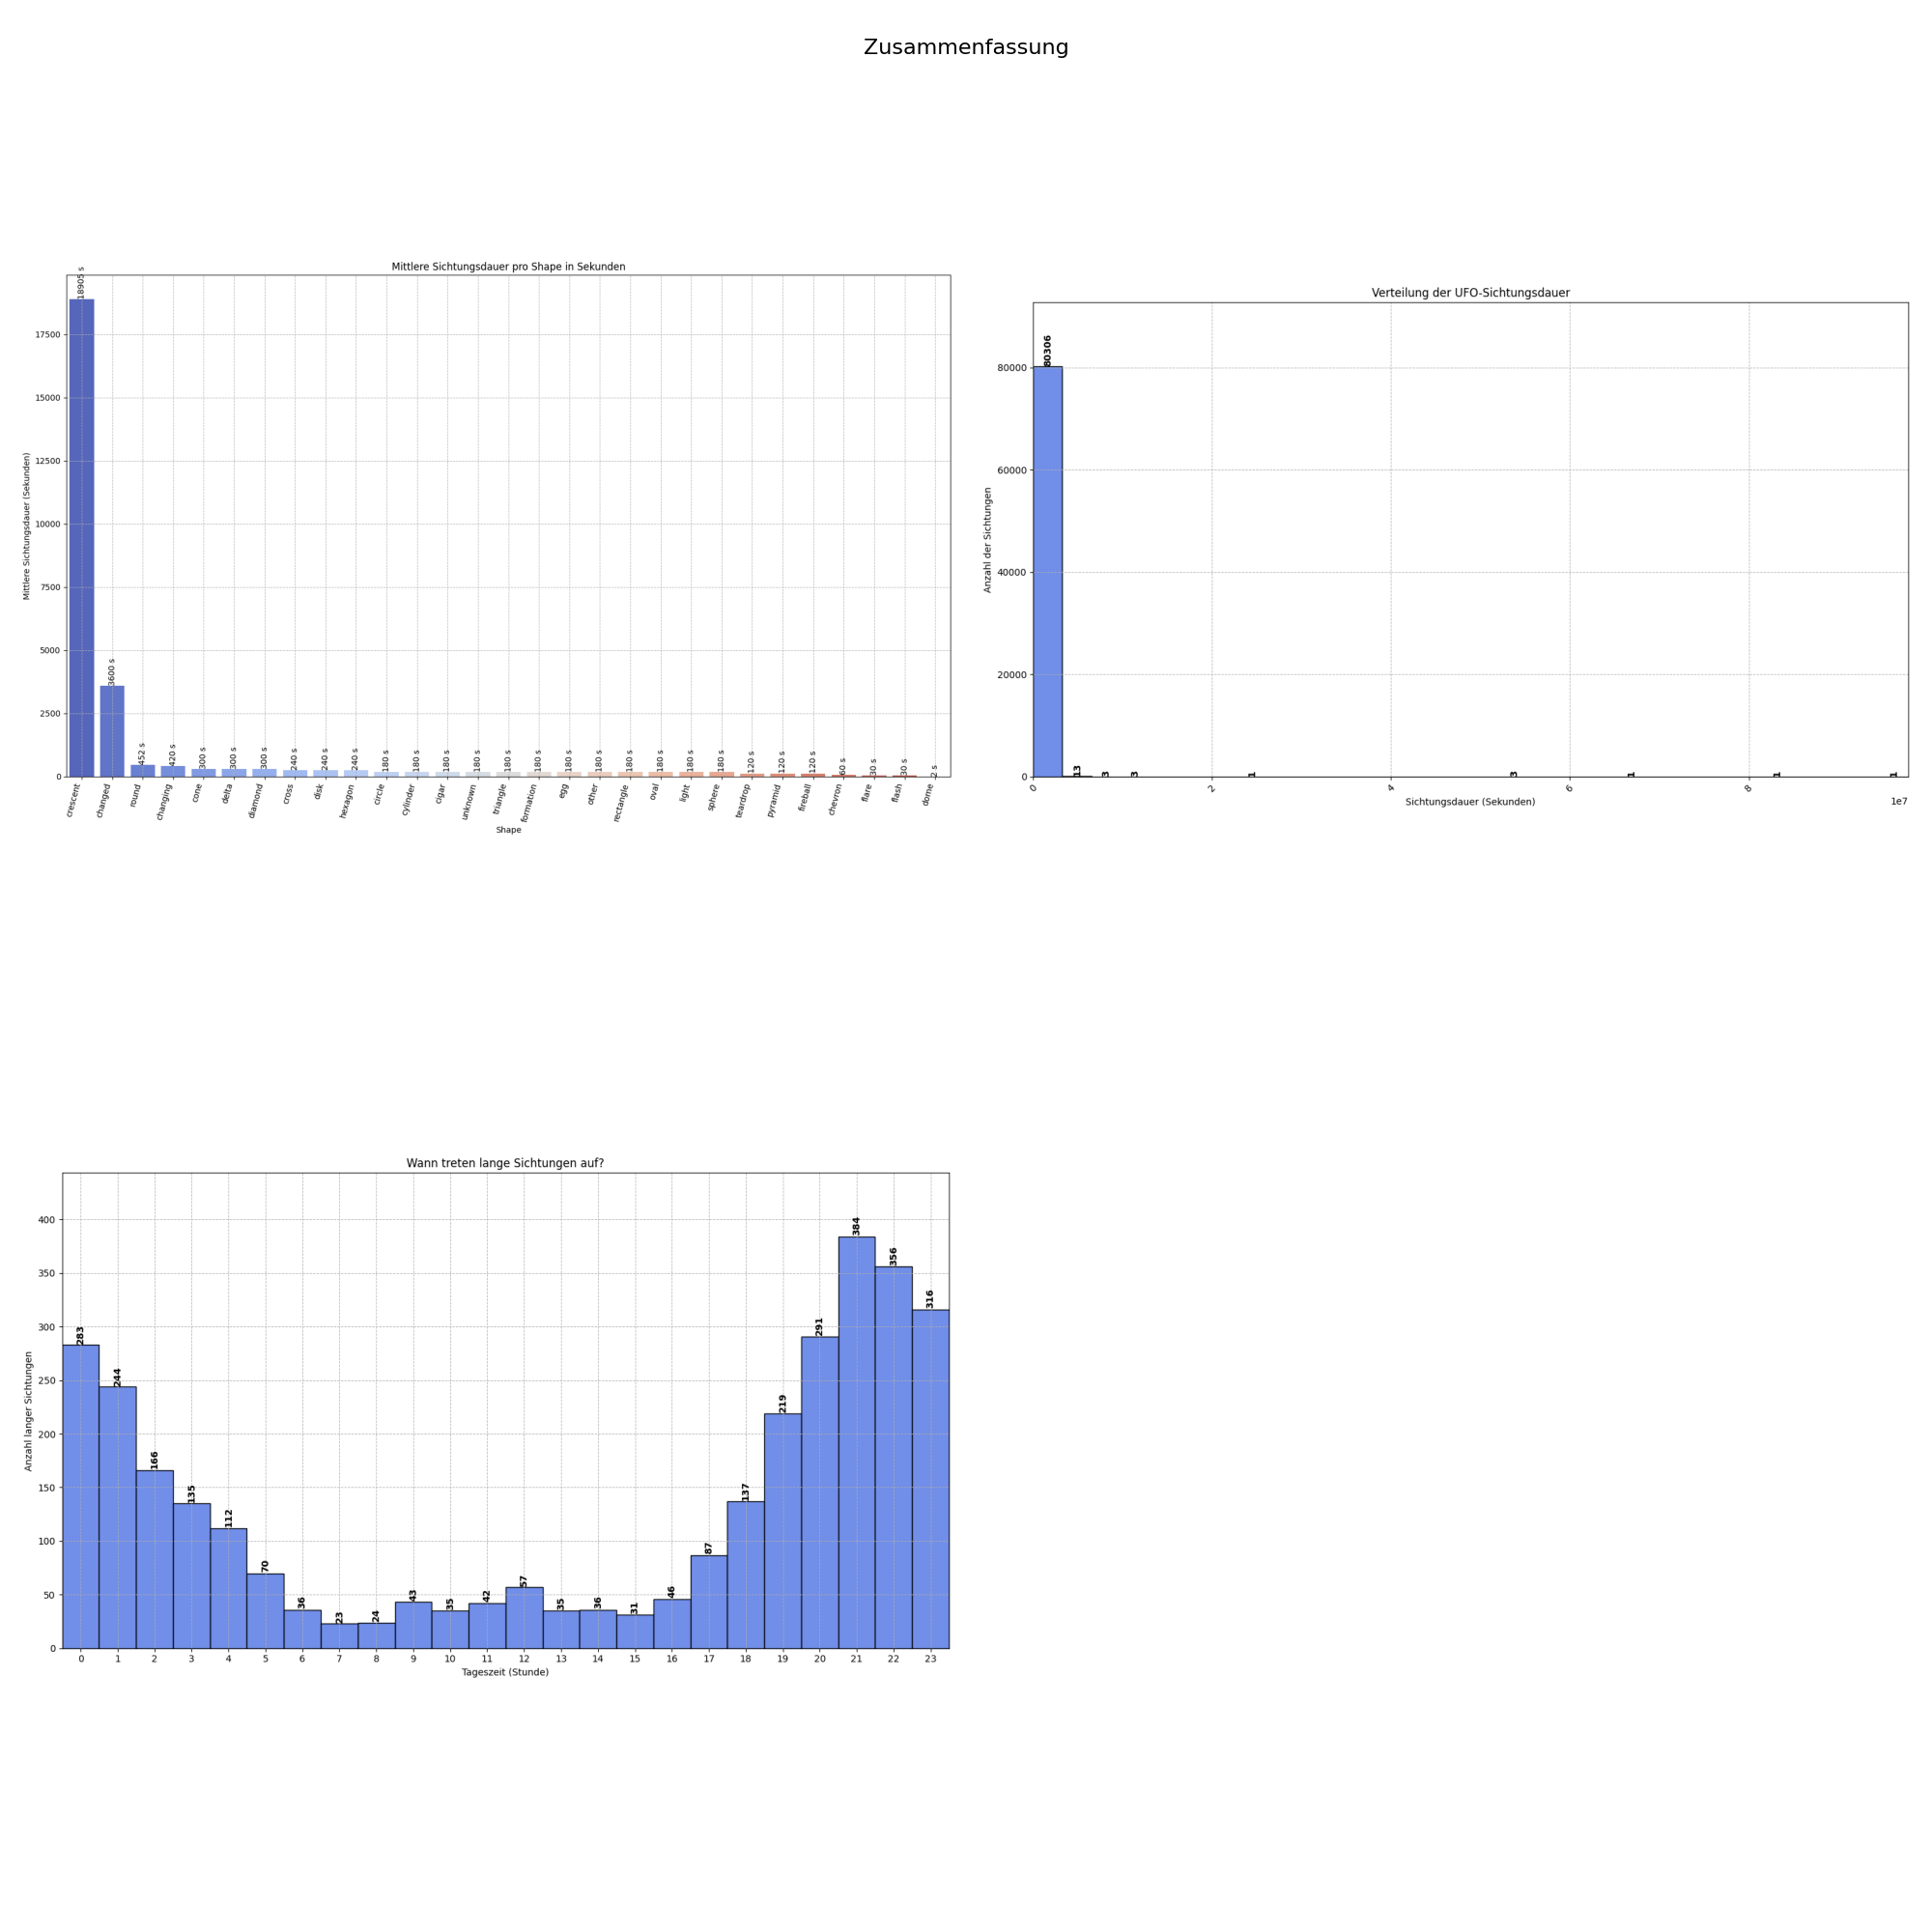 Zusammenfassung
Mittlere Sichtungsdauer pro Shape in Sekunden
Mittlere Sichtungsdauer (Sekunden)
17500
15000
12500
10000
7500
5000
2500
0
18905 s
3600 s
452 s
420 s
300 s
300 s
300 s
240 s
240 s
240 s
180 s
180 s
180 s
180 s
180 s
180 s
180 s
180 s
180 s
180 s
180 s
180 s
120 s
120 s
120 s
60 s
30 s
30 s
2 s
crescent
changed
round
changing
cone
delta
diamond
cross
disk
hexagon
circle
cylinder
cigar
unknown
triangle
formation
egg
other
rectangle
oval
light
sphere
teardrop
pyramid
fireball
chevron
flare
flash
dome
Shape
Verteilung der UFO-Sichtungsdauer
Anzahl der Sichtungen
80000
60000
40000
20000
0
80306
13
3
3
1
3
1
1
1
0
2
4
6
8
1e7
Sichtungsdauer (Sekunden)
Wann treten lange Sichtungen auf?
Anzahl langer Sichtungen
400
350
300
250
200
150
100
50
0
283
244
166
135
112
70
36
23
24
43
35
42
57
35
36
31
46
87
137
219
291
384
356
316
0
1
2
3
4
5
6
7
8
9
10
11
12
13
14
15
16
17
18
19
20
21
22
23
Tageszeit (Stunde)